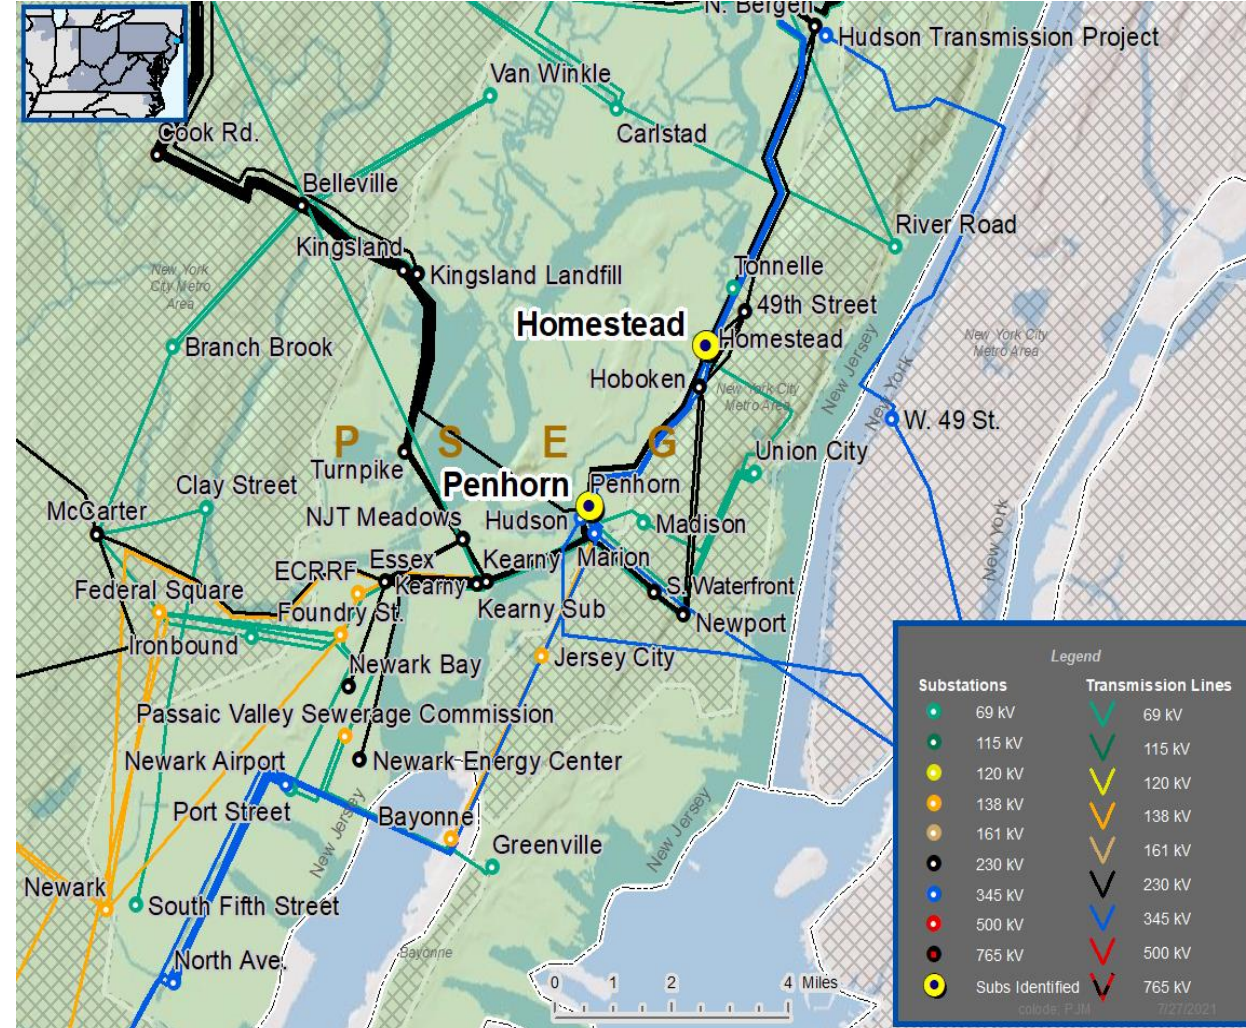 N. Bergen
Hudson Transmission Project
Van Winkle
Carlstad
Cook Rd.
Belleville
River Road
Kingsland
Kingsland Landfill
Tonnelle
New York
City Metro
Area
49th Street
Homestead
Homestead
New York City
Metro Area
Branch Brook
New Jersey
New York
Hoboken
New York City
Metro Area
W. 49 St.
P S E G
Turnpike
Union City
Penhorn
Penhorn
Clay Street
McCarter
NJT Meadows
Hudson
Madison
New York
Essex
Kearny
Marion
ECRRF
Kearny
S. Waterfront
Federal Square
Foundry St.
Kearny Sub
Newport
Ironbound
Newark Bay
Jersey City
Passaic Valley Sewerage Commission
Newark Airport
Newark Energy Center
Port Street
Bayonne
New Jersey
New Jersey
Greenville
Newark
South Fifth Street
Bayonne
North Ave.
0 1 2 4 Miles
Legend
Substations Transmission Lines
69 kV 69 kV
115 kV 115 kV
120 kV 120 kV
138 kV 138 kV
161 kV 161 kV
230 kV 230 kV
345 kV 345 kV
500 kV 500 kV
765 kV 765 kV
Subs Identified
colode, PJM 7/27/2021